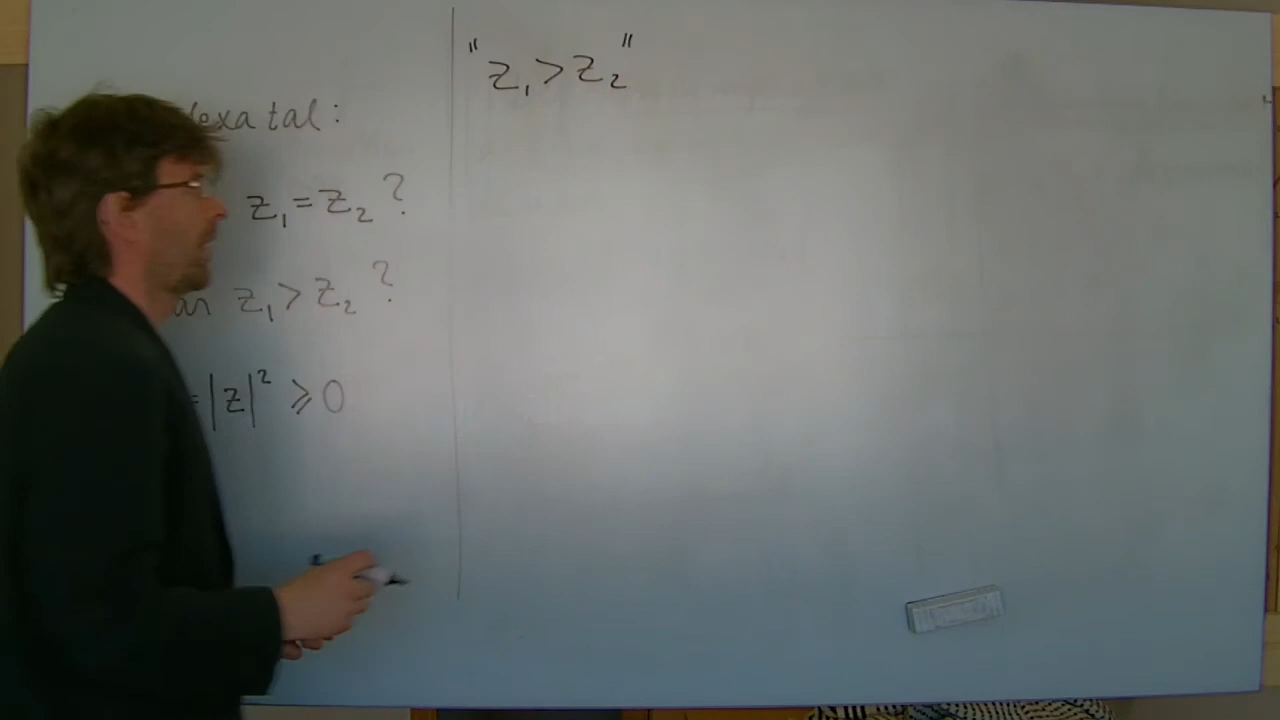 lexa tal:
z₁ = z₂ ?
z₁ > z₂ ?
= |z|² ⩾ 0
"z₁ > z₂"